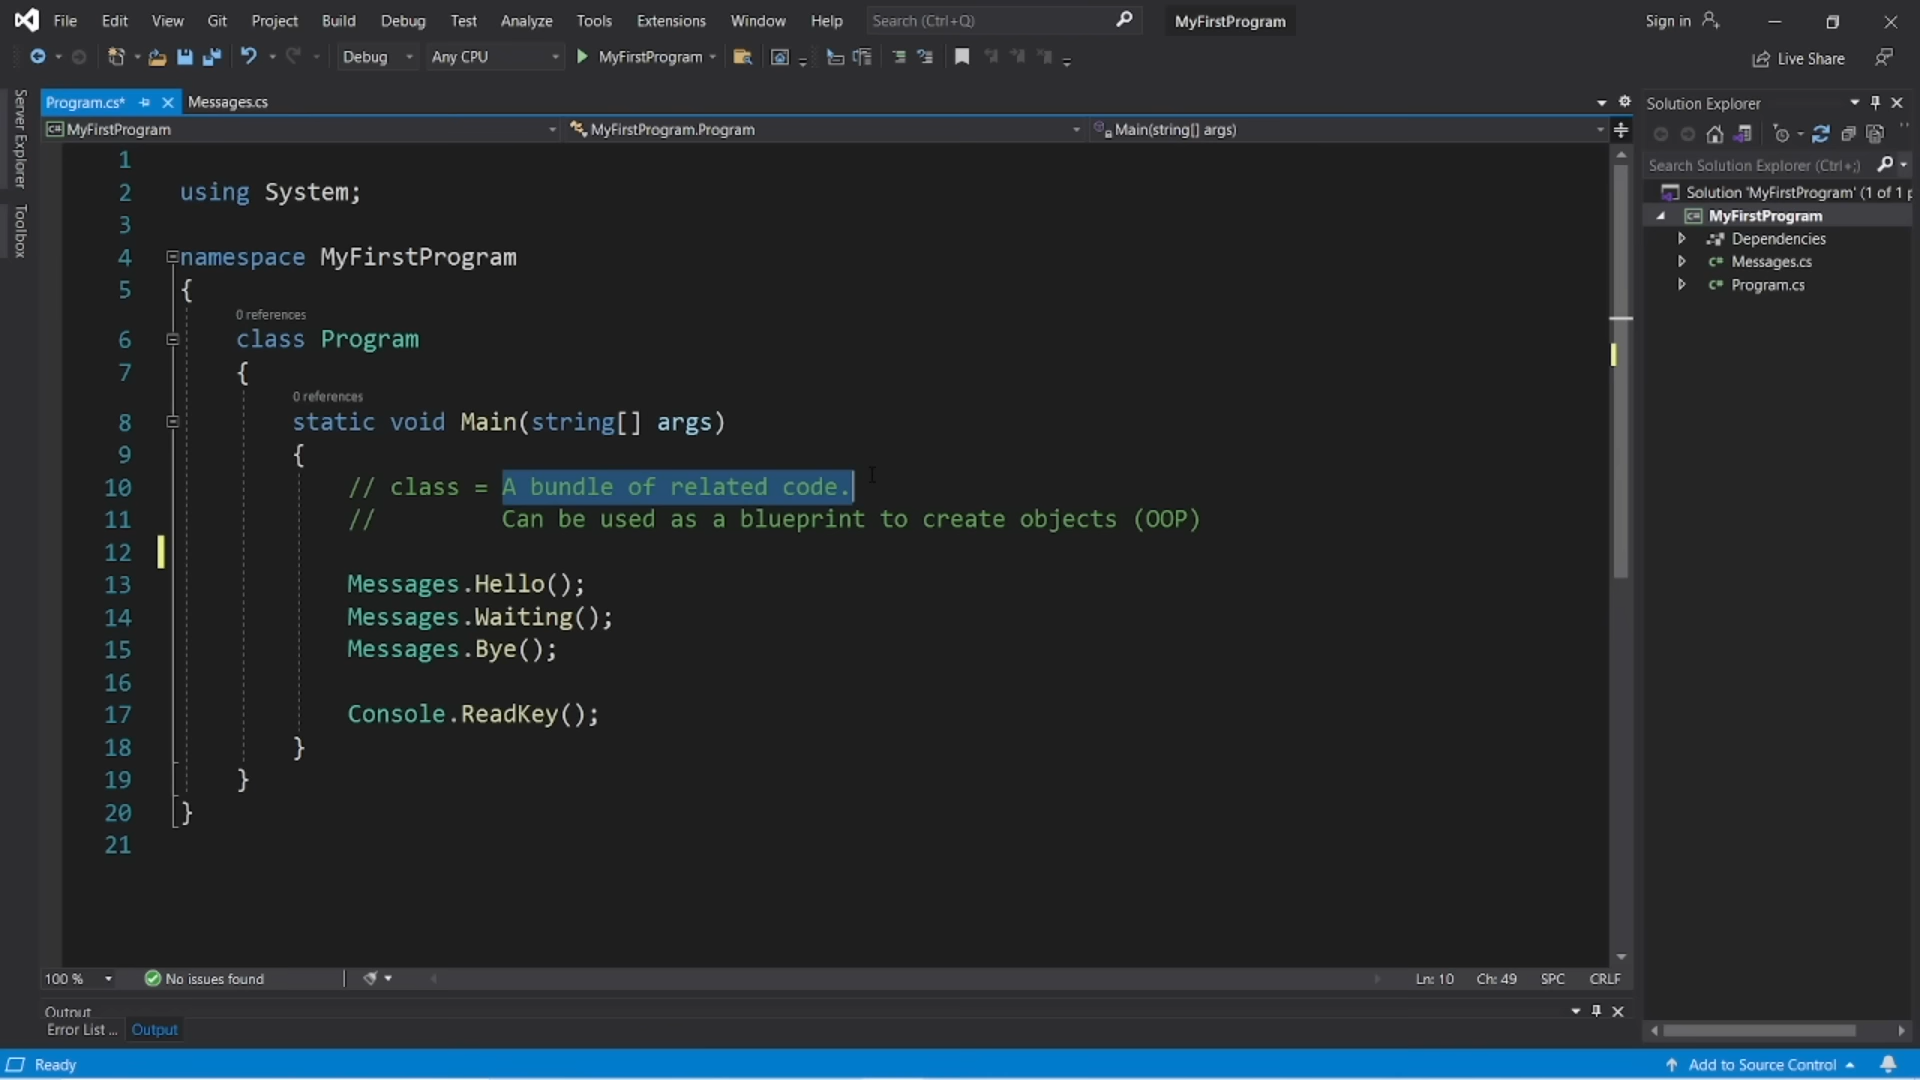 File Edit View Git Project Build Debug Test Analyze Tools Extensions Window Help Search (Ctrl+Q) MyFirstProgram Sign in
Debug Any CPU MyFirstProgram Live Share
Server Explorer
Toolbox
Program.cs* Messages.cs
MyFirstProgram MyFirstProgram.Program Main(string[] args)
1
2 using System;
3
4 namespace MyFirstProgram
5 {
0 references
6 class Program
7 {
0 references
8 static void Main(string[] args)
9 {
10 // class = A bundle of related code.
11 // Can be used as a blueprint to create objects (OOP)
12
13 Messages.Hello();
14 Messages.Waiting();
15 Messages.Bye();
16
17 Console.ReadKey();
18 }
19 }
20 }
21
Solution Explorer
Search Solution Explorer (Ctrl+;)
Solution 'MyFirstProgram' (1 of 1 p
MyFirstProgram
Dependencies
C# Messages.cs
C# Program.cs
100 % No issues found Ln: 10 Ch: 49 SPC CRLF
Output
Error List ... Output
Ready Add to Source Control